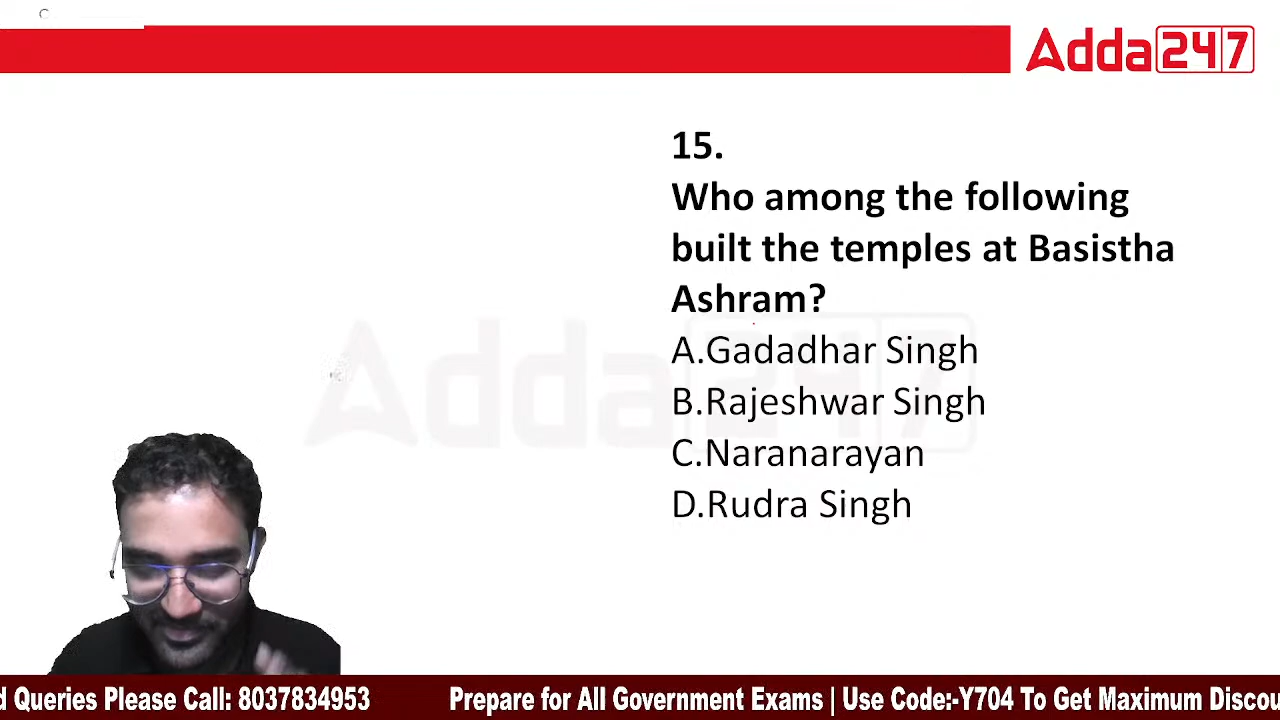 Adda247
15.
Who among the following
built the temples at Basistha
Ashram?
A.Gadadhar Singh
B.Rajeshwar Singh
C.Naranarayan
D.Rudra Singh
Adda247
d Queries Please Call: 8037834953 Prepare for All Government Exams | Use Code:-Y704 To Get Maximum Discou